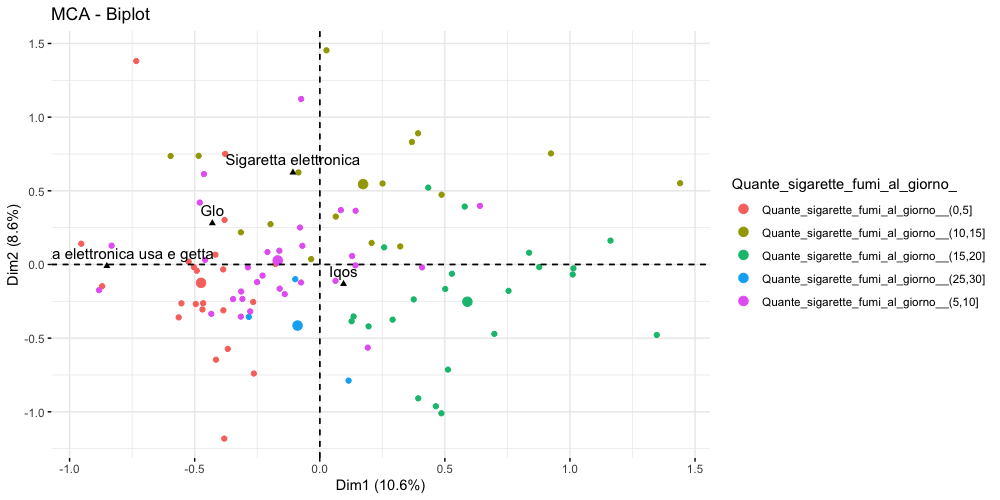 MCA - Biplot
1.5
1.0
0.5
0.0
-0.5
-1.0
Dim2 (8.6%)
Sigaretta elettronica
Glo
a elettronica usa e getta
Iqos
-1.0 -0.5 0.0 0.5 1.0 1.5
Dim1 (10.6%)
Quante_sigarette_fumi_al_giorno_
Quante_sigarette_fumi_al_giorno__(0,5]
Quante_sigarette_fumi_al_giorno__(10,15]
Quante_sigarette_fumi_al_giorno__(15,20]
Quante_sigarette_fumi_al_giorno__(25,30]
Quante_sigarette_fumi_al_giorno__(5,10]